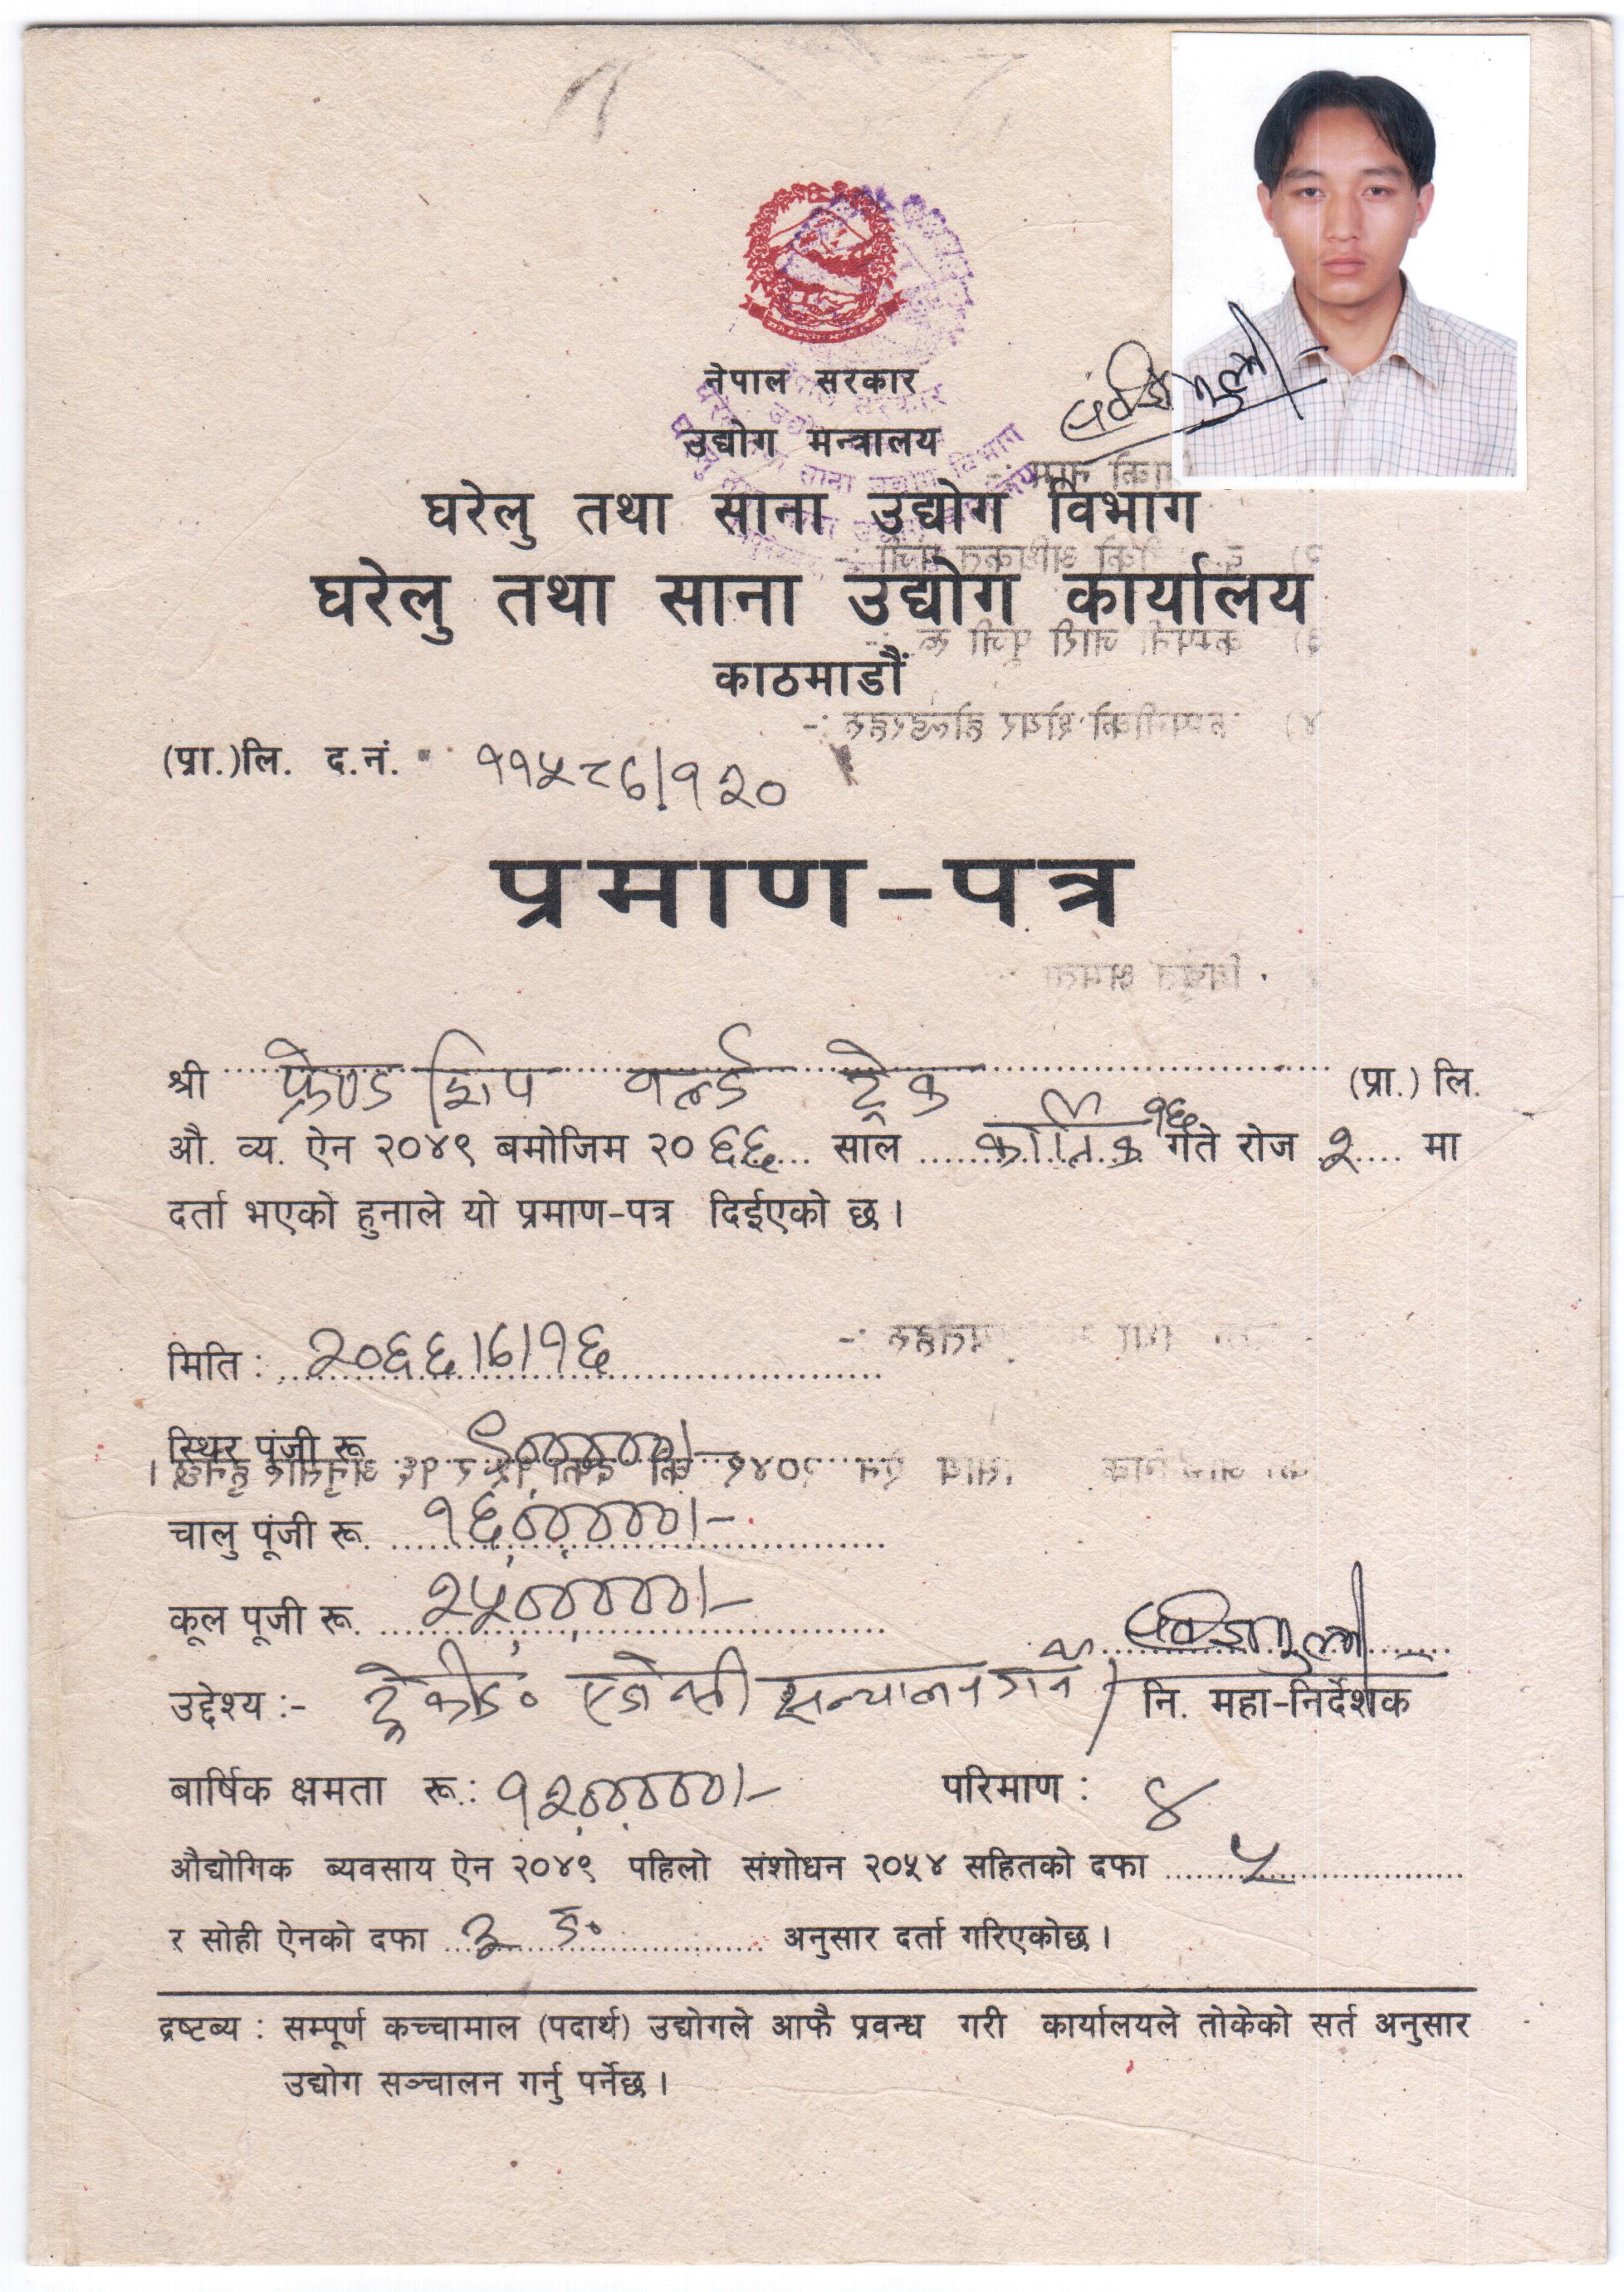 नेपाल सरकार
उद्योग मन्त्रालय
घरेलु तथा साना उद्योग विभाग
घरेलु तथा साना उद्योग कार्यालय
काठमाडौं
(प्रा.)लि. द.नं. ११५८७/१२०
प्रमाण-पत्र
श्री फ्रेण्डशिप वर्ल्ड ट्रेक (प्रा.) लि.
औ. व्य. ऐन २०४९ बमोजिम २०६६ साल कार्तिक १६ गते रोज २ मा
दर्ता भएको हुनाले यो प्रमाण-पत्र दिईएको छ।
मिति : २०६६।७।१६
स्थिर पूंजी रू. ९,००,०००।-
चालु पूंजी रू. १६,००,०००।-
कूल पूजी रू. २५,००,०००।-
उद्देश्य :- ट्रेकीङ एजेन्सी सन्चालन गर्ने।
नि. महा-निर्देशक
बार्षिक क्षमता रू.: १२,००,०००।- परिमाण : ४
औद्योगिक ब्यवसाय ऐन २०४९ पहिलो संशोधन २०५४ सहितको दफा ५
र सोही ऐनको दफा ३ ङ अनुसार दर्ता गरिएकोछ।
द्रष्टब्य : सम्पूर्ण कच्चामाल (पदार्थ) उद्योगले आफै प्रवन्ध गरी कार्यालयले तोकेको सर्त अनुसार
उद्योग सञ्चालन गर्नु पर्नेछ।